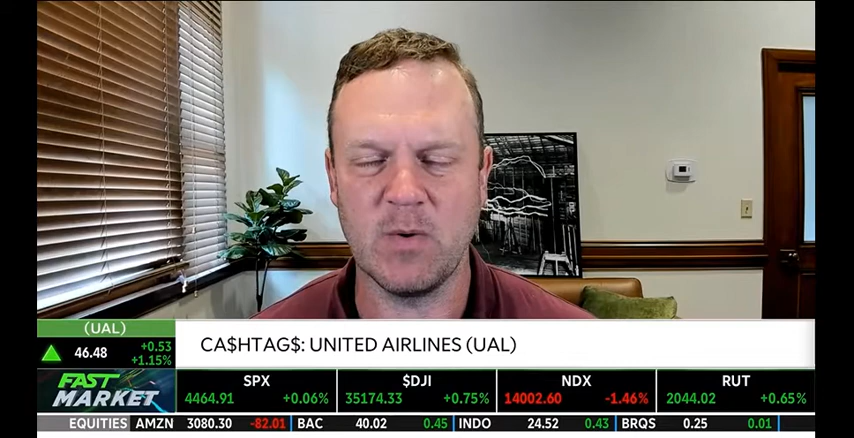 (UAL)
46.48 +0.53 +1.15%
CA$HTAG$: UNITED AIRLINES (UAL)
FAST MARKET
SPX 4464.91 +0.06%
$DJI 35174.33 +0.75%
NDX 14002.60 -1.46%
RUT 2044.02 +0.65%
EQUITIES AMZN 3080.30 -82.01 BAC 40.02 0.45 INDO 24.52 0.43 BRQS 0.25 0.01